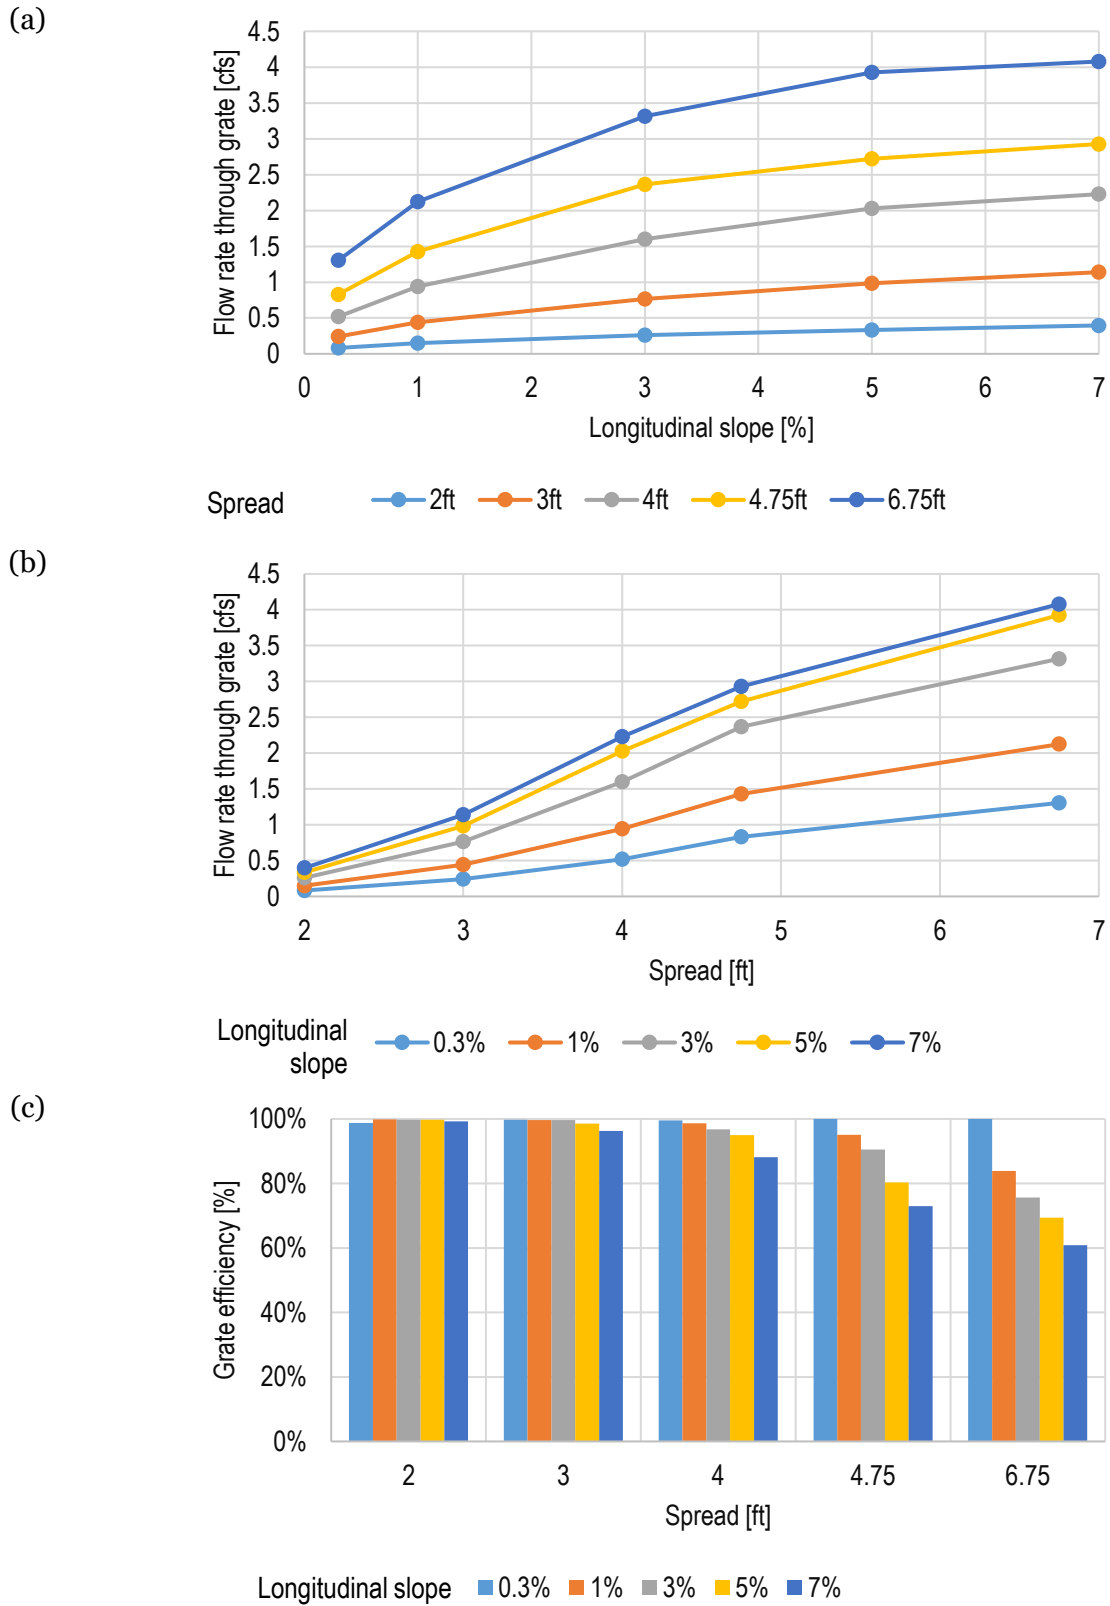 (a)
4.5
4
3.5
3
2.5
2
1.5
1
0.5
0
Flow rate through grate [cfs]
0 1 2 3 4 5 6 7
Longitudinal slope [%]
Spread 2ft 3ft 4ft 4.75ft 6.75ft
(b)
4.5
4
3.5
3
2.5
2
1.5
1
0.5
0
Flow rate through grate [cfs]
2 3 4 5 6 7
Spread [ft]
Longitudinal
slope
0.3% 1% 3% 5% 7%
(c)
100%
80%
60%
40%
20%
0%
Grate efficiency [%]
2 3 4 4.75 6.75
Spread [ft]
Longitudinal slope 0.3% 1% 3% 5% 7%